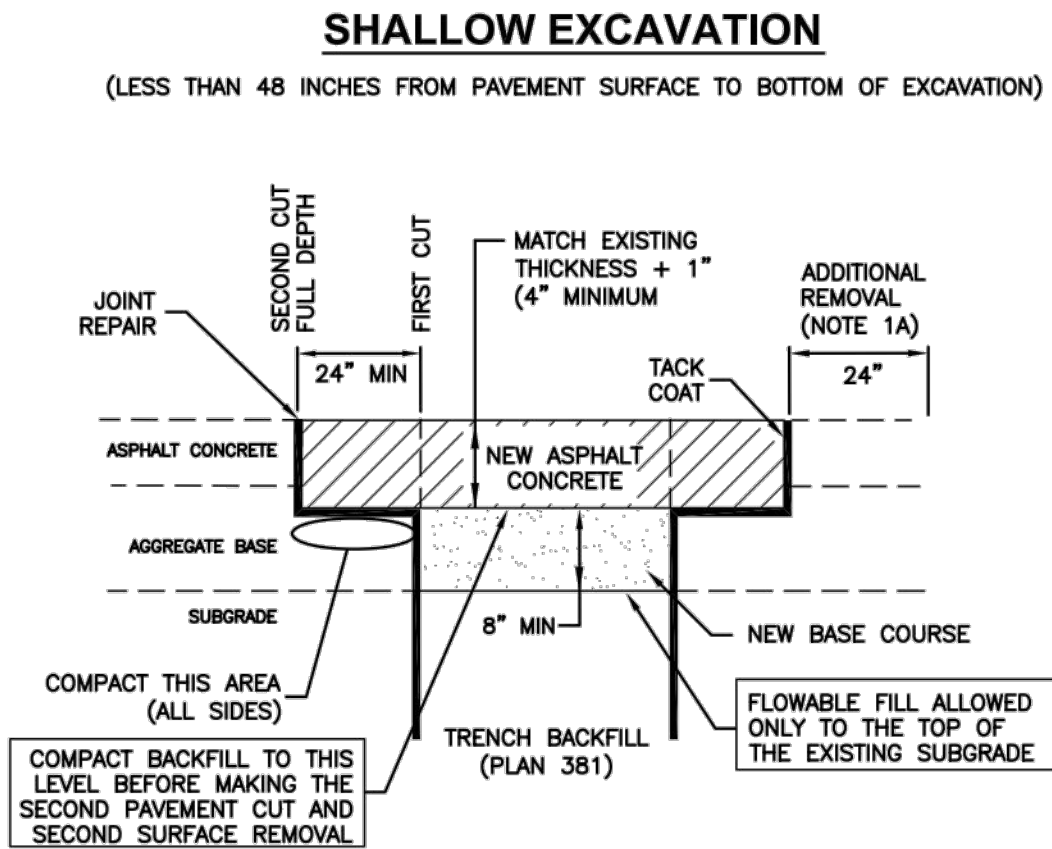 SHALLOW EXCAVATION
(LESS THAN 48 INCHES FROM PAVEMENT SURFACE TO BOTTOM OF EXCAVATION)
SECOND CUT
FULL DEPTH
FIRST CUT
MATCH EXISTING
THICKNESS + 1"
(4" MINIMUM
ADDITIONAL
REMOVAL
(NOTE 1A)
JOINT
REPAIR
24" MIN
TACK
COAT
24"
ASPHALT CONCRETE
NEW ASPHALT
CONCRETE
AGGREGATE BASE
SUBGRADE
8" MIN
NEW BASE COURSE
COMPACT THIS AREA
(ALL SIDES)
FLOWABLE FILL ALLOWED
ONLY TO THE TOP OF
THE EXISTING SUBGRADE
TRENCH BACKFILL
(PLAN 381)
COMPACT BACKFILL TO THIS
LEVEL BEFORE MAKING THE
SECOND PAVEMENT CUT AND
SECOND SURFACE REMOVAL